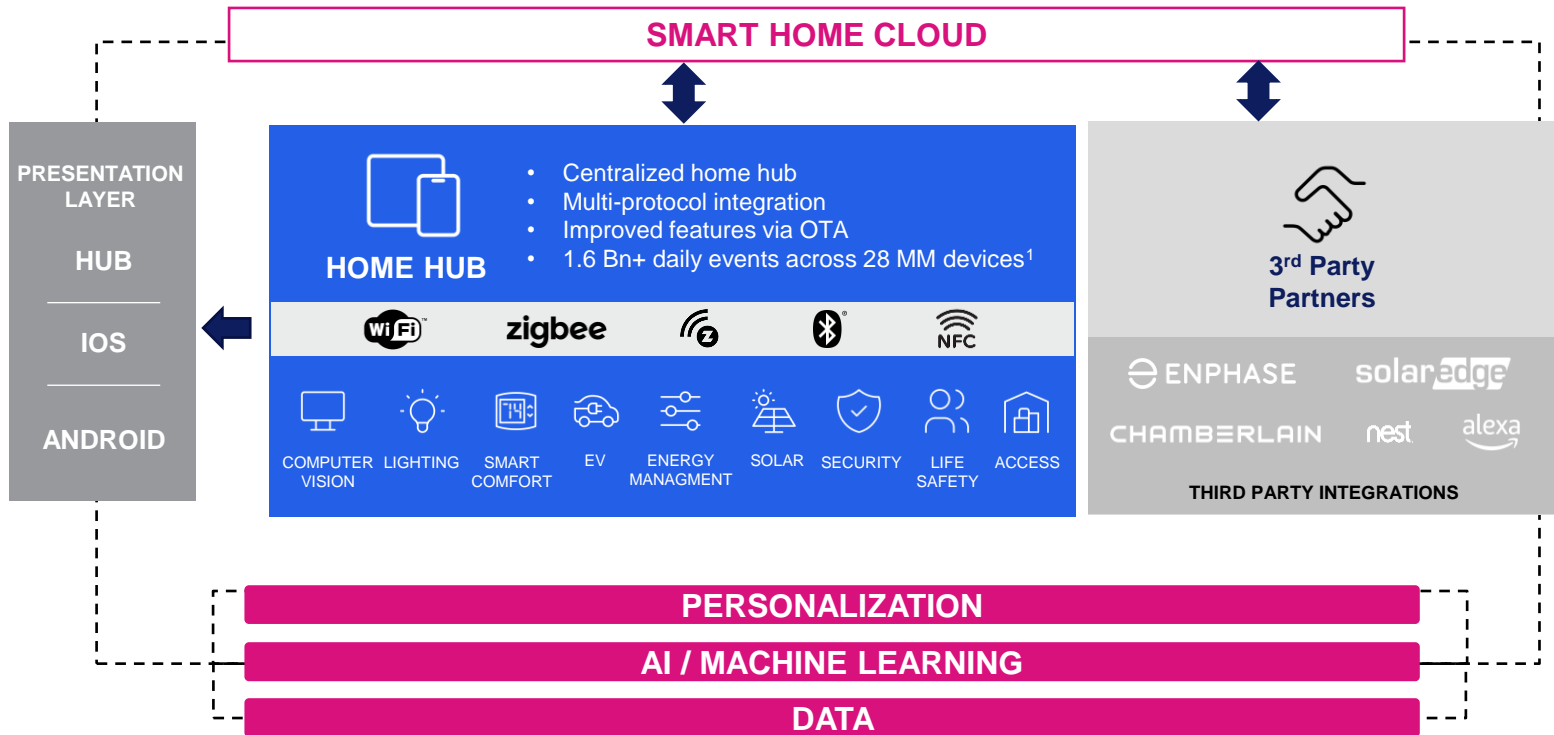 SMART HOME CLOUD
PRESENTATION
LAYER
HUB
IOS
ANDROID
HOME HUB
• Centralized home hub
• Multi-protocol integration
• Improved features via OTA
• 1.6 Bn+ daily events across 28 MM devices¹
WiFi™
zigbee
Z
®
NFC
74
COMPUTER
VISION
LIGHTING
SMART
COMFORT
EV
ENERGY
MANAGMENT
SOLAR
SECURITY
LIFE
SAFETY
ACCESS
3rd Party
Partners
ENPHASE
solaredge
CHAMBERLAIN
nest
alexa
THIRD PARTY INTEGRATIONS
PERSONALIZATION
AI / MACHINE LEARNING
DATA